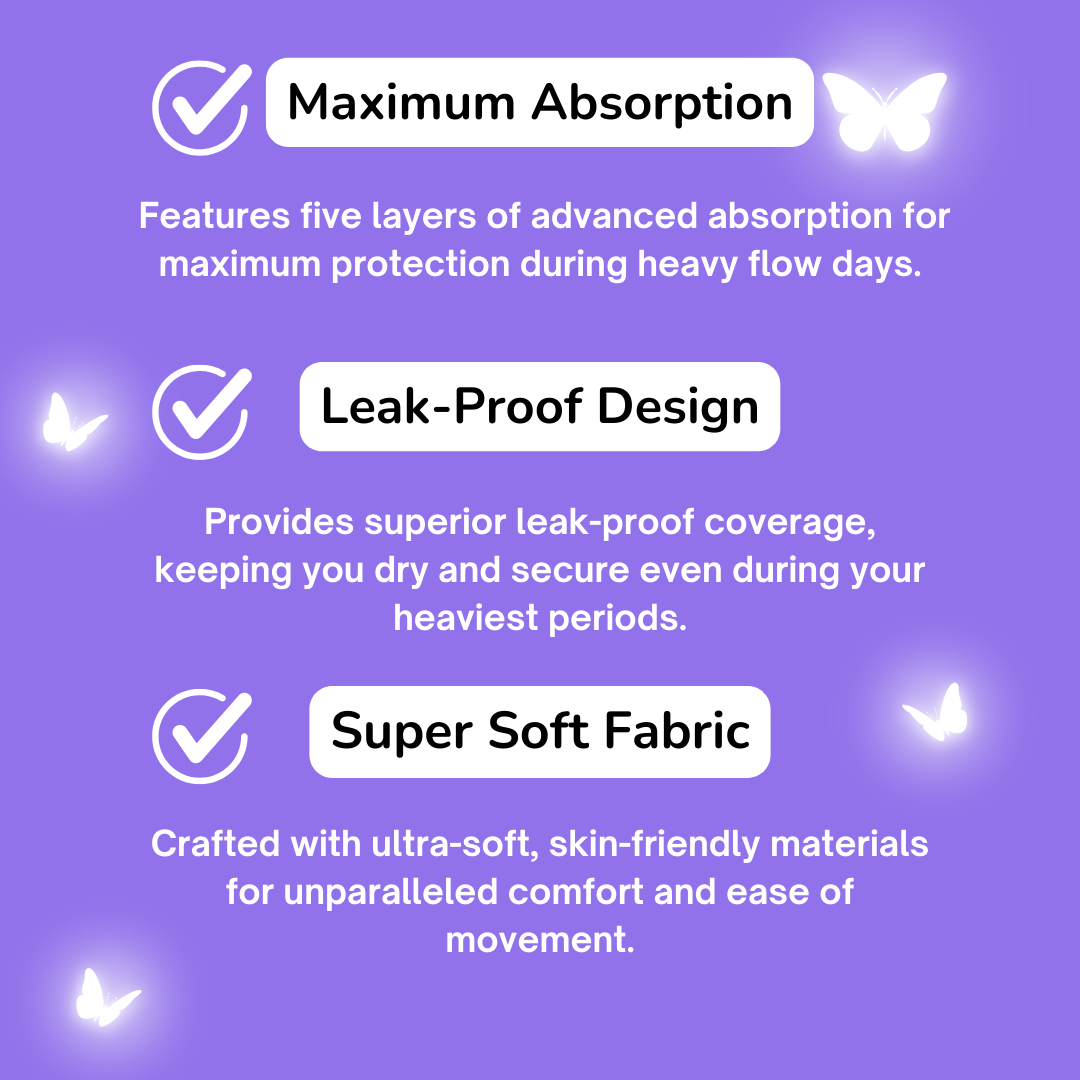 Maximum Absorption
Features five layers of advanced absorption for
maximum protection during heavy flow days.
Leak-Proof Design
Provides superior leak-proof coverage,
keeping you dry and secure even during your
heaviest periods.
Super Soft Fabric
Crafted with ultra-soft, skin-friendly materials
for unparalleled comfort and ease of
movement.